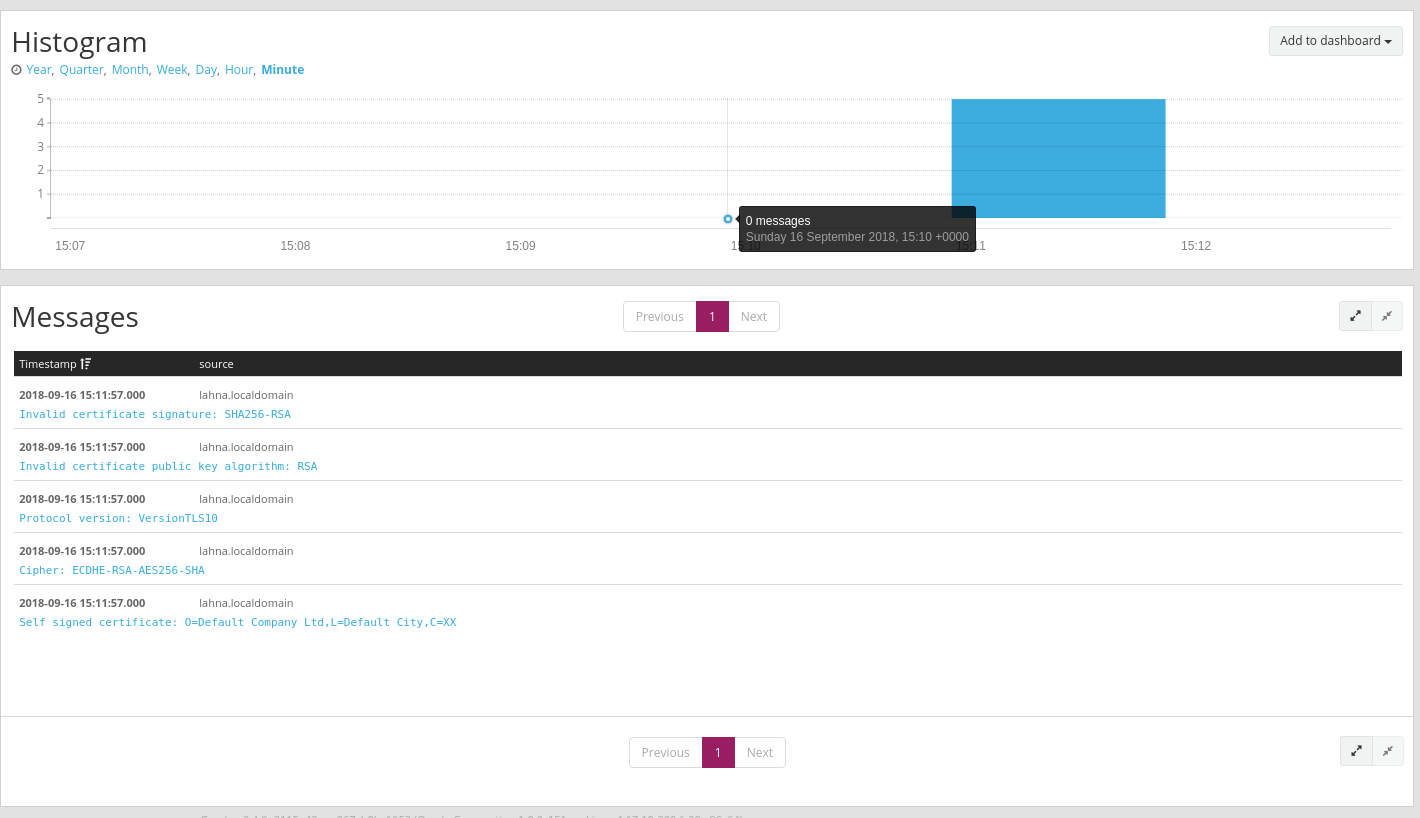 Histogram
Add to dashboard
Year, Quarter, Month, Week, Day, Hour, Minute
5
4
3
2
1
0 messages
Sunday 16 September 2018, 15:10 +0000
15:07 15:08 15:09 15:10 15:11 15:12
Messages
Previous 1 Next
Timestamp source
2018-09-16 15:11:57.000 lahna.localdomain
Invalid certificate signature: SHA256-RSA
2018-09-16 15:11:57.000 lahna.localdomain
Invalid certificate public key algorithm: RSA
2018-09-16 15:11:57.000 lahna.localdomain
Protocol version: VersionTLS10
2018-09-16 15:11:57.000 lahna.localdomain
Cipher: ECDHE-RSA-AES256-SHA
2018-09-16 15:11:57.000 lahna.localdomain
Self signed certificate: O=Default Company Ltd,L=Default City,C=XX
Previous 1 Next